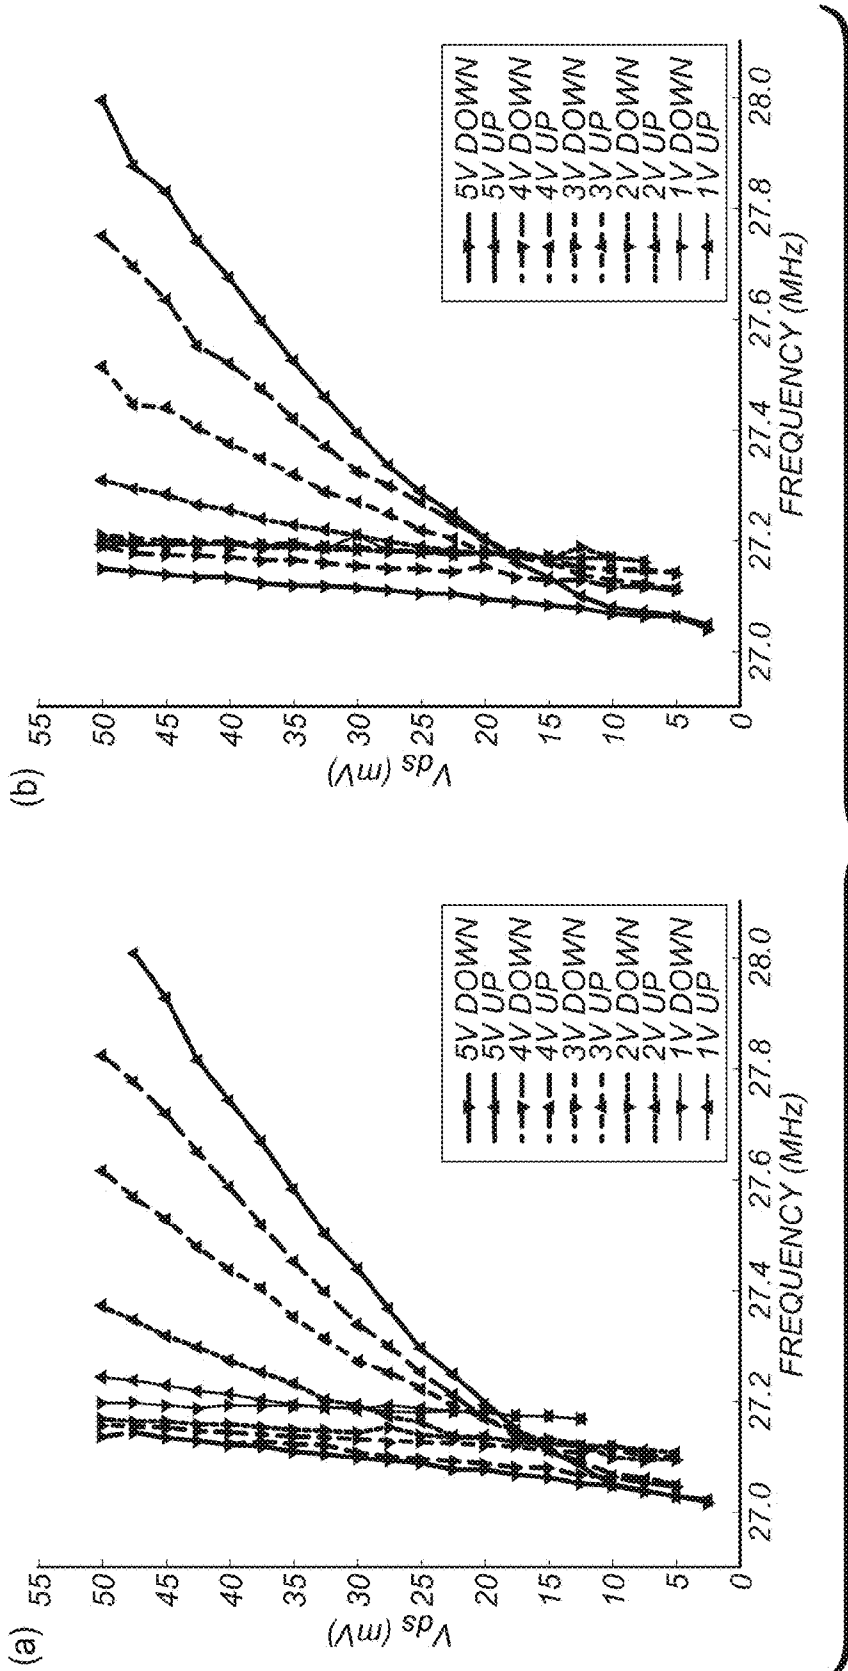 (a)
55
50
45
40
35
30
25
20
15
10
5
0
V ds (mV)
27.0
27.2
27.4
27.6
27.8
28.0
FREQUENCY (MHz)
5V DOWN
5V UP
4V DOWN
4V UP
3V DOWN
3V UP
2V DOWN
2V UP
1V DOWN
1V UP
(b)
55
50
45
40
35
30
25
20
15
10
5
0
V ds (mV)
27.0
27.2
27.4
27.6
27.8
28.0
FREQUENCY (MHz)
5V DOWN
5V UP
4V DOWN
4V UP
3V DOWN
3V UP
2V DOWN
2V UP
1V DOWN
1V UP